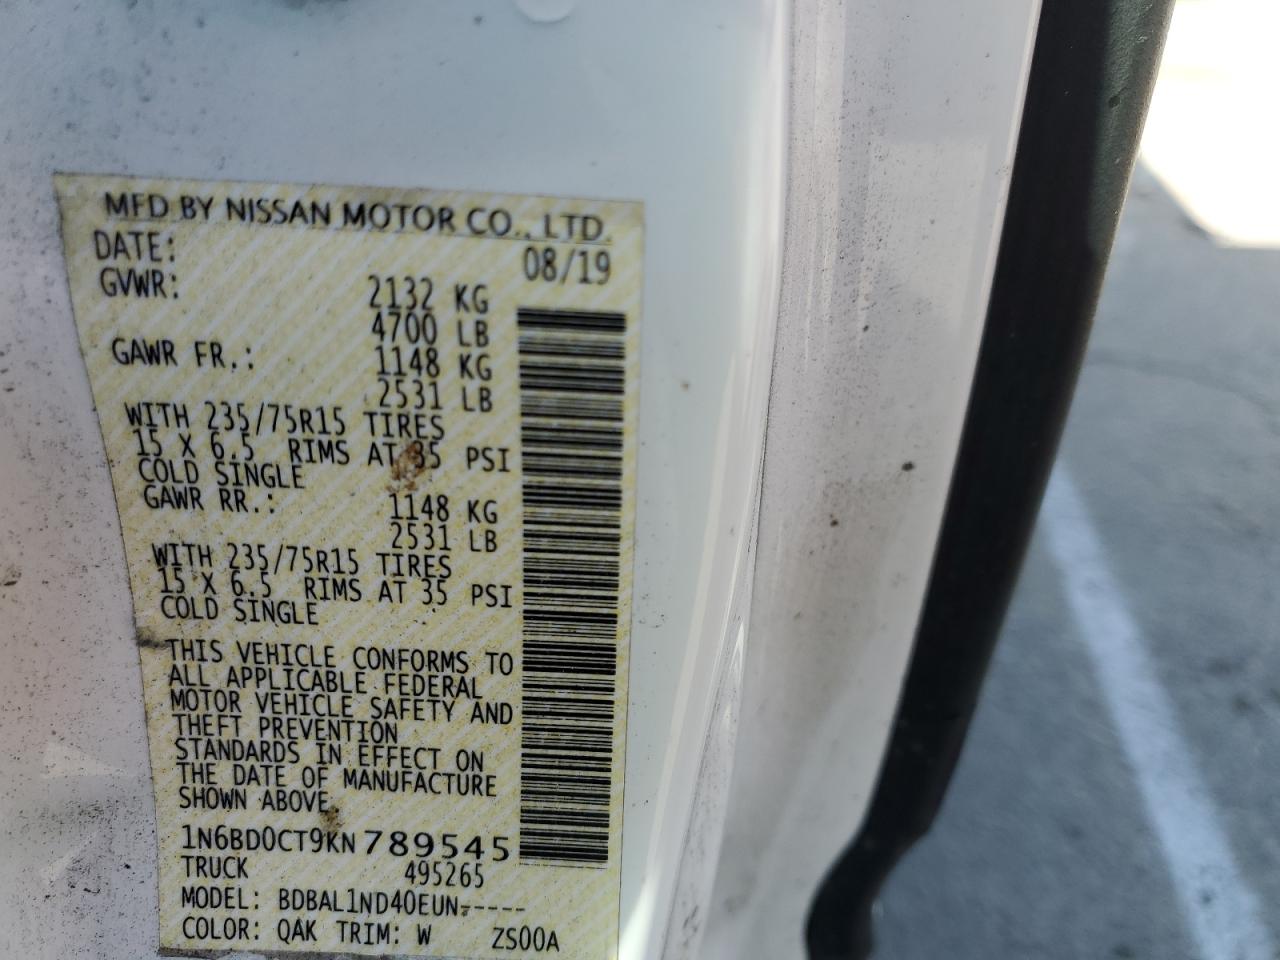 MFD BY NISSAN MOTOR CO., LTD.
DATE: 08/19
GVWR: 2132 KG
4700 LB
GAWR FR.: 1148 KG
2531 LB
WITH 235/75R15 TIRES
15 X 6.5 RIMS AT 35 PSI
COLD SINGLE
GAWR RR.: 1148 KG
2531 LB
WITH 235/75R15 TIRES
15 X 6.5 RIMS AT 35 PSI
COLD SINGLE
THIS VEHICLE CONFORMS TO
ALL APPLICABLE FEDERAL
MOTOR VEHICLE SAFETY AND
THEFT PREVENTION
STANDARDS IN EFFECT ON
THE DATE OF MANUFACTURE
SHOWN ABOVE.
1N6BD0CT9KN789545
TRUCK 495265
MODEL: BDBAL1ND40EUN-----
COLOR: QAK TRIM: W ZS00A